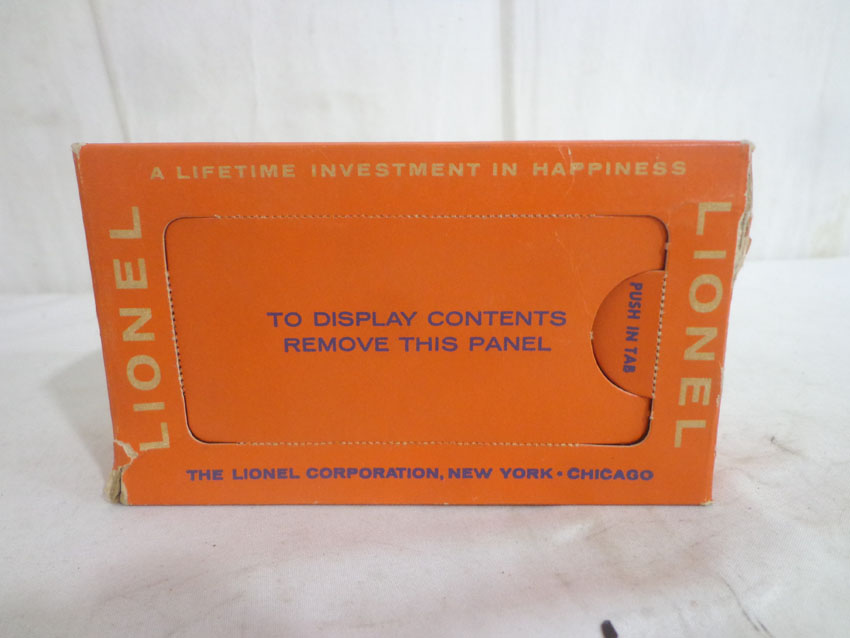 A LIFETIME INVESTMENT IN HAPPINESS
LIONEL
TO DISPLAY CONTENTS
REMOVE THIS PANEL
PUSH IN TAB
LIONEL
THE LIONEL CORPORATION, NEW YORK • CHICAGO